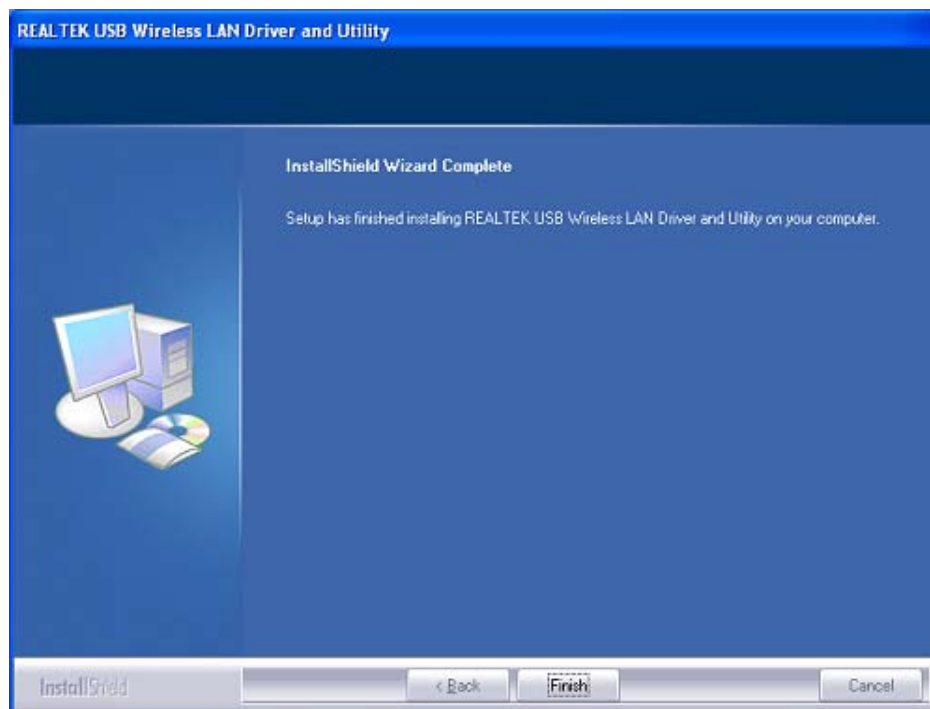 REALTEK USB Wireless LAN Driver and Utility
InstallShield Wizard Complete
Setup has finished installing REALTEK USB Wireless LAN Driver and Utility on your computer.
InstallShield
< Back
Finish
Cancel